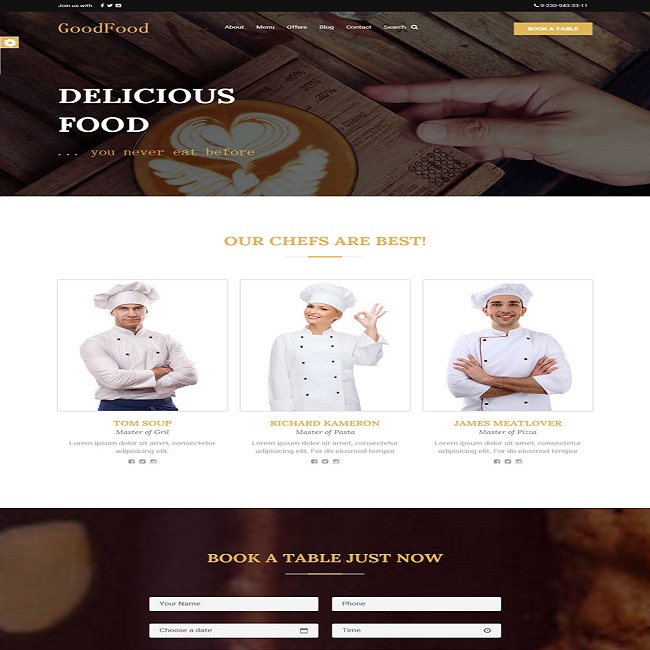 Join us with
9-230-943-33-11
GoodFood
About Menu Offers Blog Contact Search
BOOK A TABLE
DELICIOUS
FOOD
... you never eat before
OUR CHEFS ARE BEST!
TOM SOUP
Master of Gril
Lorem ipsum dolor sit amet, consectetur
adipisicing elit.
RICHARD KAMERON
Master of Pasta
Lorem ipsum dolor sit amet, consectetur
adipisicing elit. For do eiusmod tempor
JAMES MEATLOVER
Master of Pizza
Lorem ipsum dolor sit amet, consectetur
adipisicing elit. For do eiusmod tempor
BOOK A TABLE JUST NOW
Your Name
Phone
Choose a date
Time